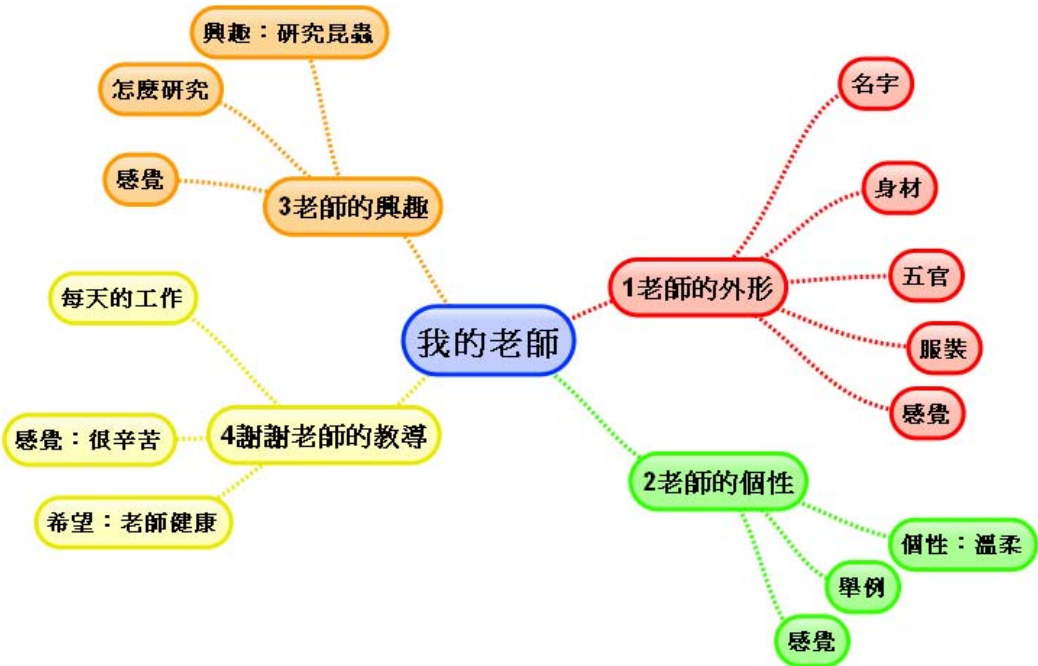 我的老師
1老師的外形
名字
身材
五官
服裝
感覺
2老師的個性
個性：溫柔
舉例
感覺
3老師的興趣
興趣：研究昆蟲
怎麼研究
感覺
4謝謝老師的教導
每天的工作
感覺：很辛苦
希望：老師健康